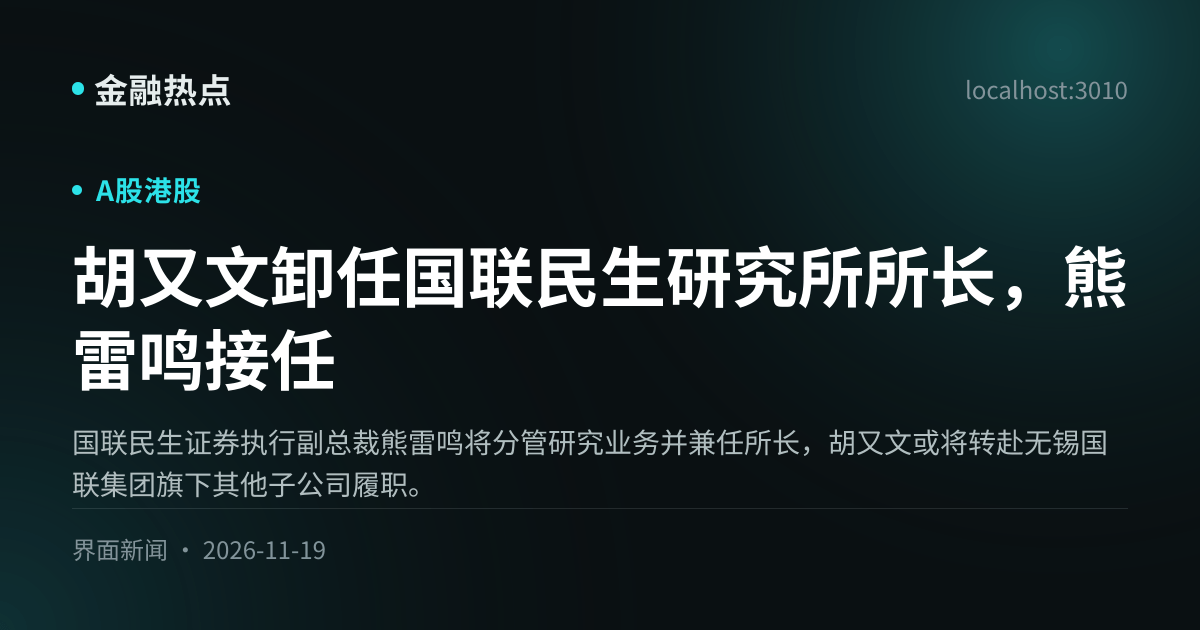 金融热点
localhost:3010
A股港股
胡又文卸任国联民生研究所所长，熊
雷鸣接任
国联民生证券执行副总裁熊雷鸣将分管研究业务并兼任所长，胡又文或将转赴无锡国
联集团旗下其他子公司履职。
界面新闻 · 2026-11-19